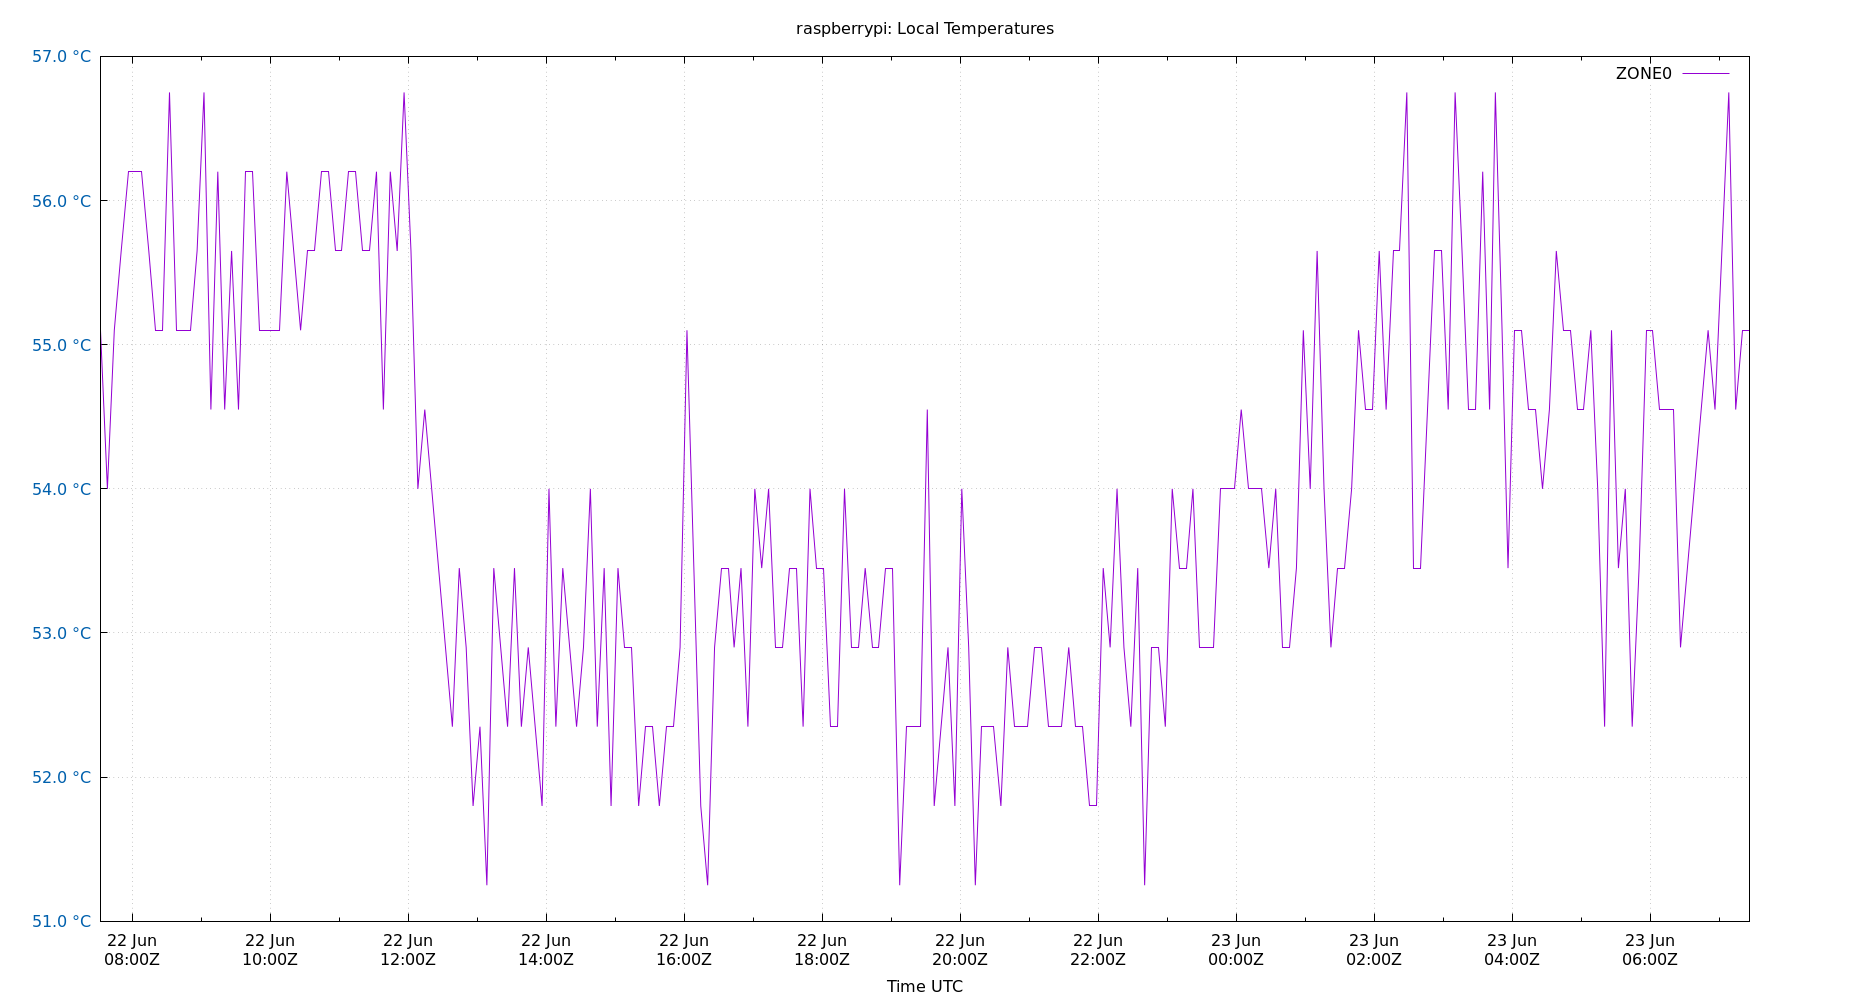 raspberrypi: Local Temperatures
57.0 °C
ZONE0
56.0 °C
55.0 °C
54.0 °C
53.0 °C
52.0 °C
51.0 °C
22 Jun 22 Jun 22 Jun 22 Jun 22 Jun 22 Jun 22 Jun 22 Jun 23 Jun 23 Jun 23 Jun 23 Jun
08:00Z 10:00Z 12:00Z 14:00Z 16:00Z 18:00Z 20:00Z 22:00Z 00:00Z 02:00Z 04:00Z 06:00Z
Time UTC